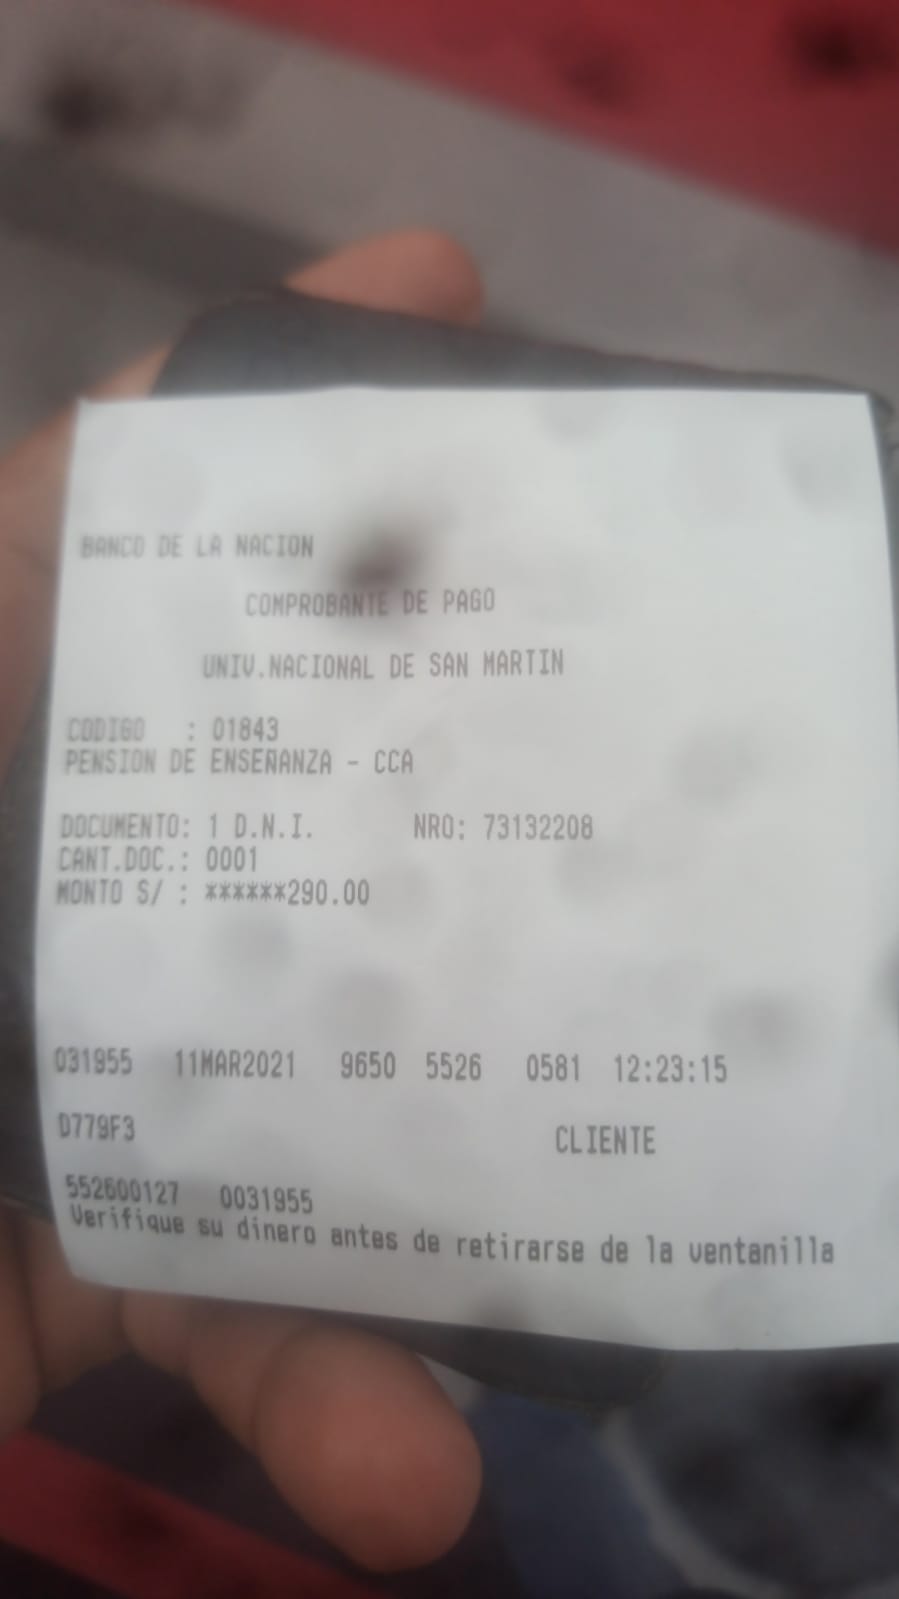 BANCO DE LA NACION
COMPROBANTE DE PAGO
UNIV.NACIONAL DE SAN MARTIN
CODIGO : 01843
PENSION DE ENSEÑANZA - CCA
DOCUMENTO: 1 D.N.I. NRO: 73132208
CANT.DOC.: 0001
MONTO S/ : ******290.00
031955 11MAR2021 9650 5526 0581 12:23:15
D779F3 CLIENTE
552600127 0031955
Verifique su dinero antes de retirarse de la ventanilla